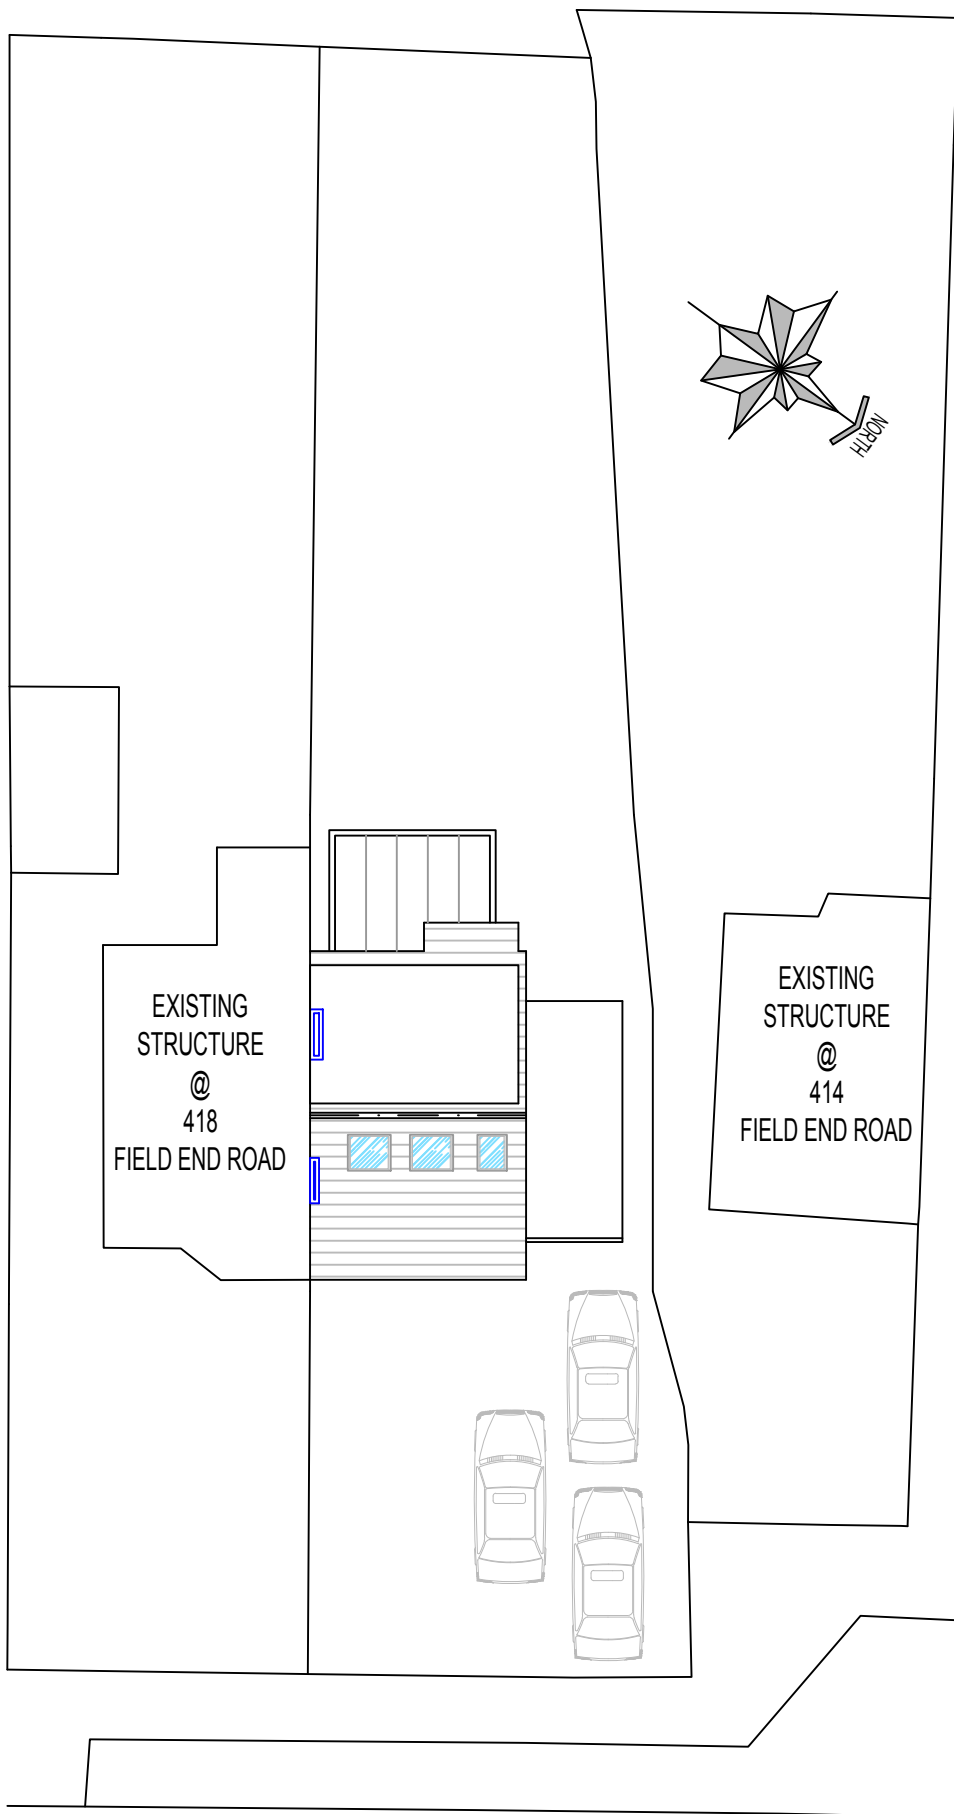 NORTH
EXISTING
STRUCTURE
@
418
FIELD END ROAD
EXISTING
STRUCTURE
@
414
FIELD END ROAD